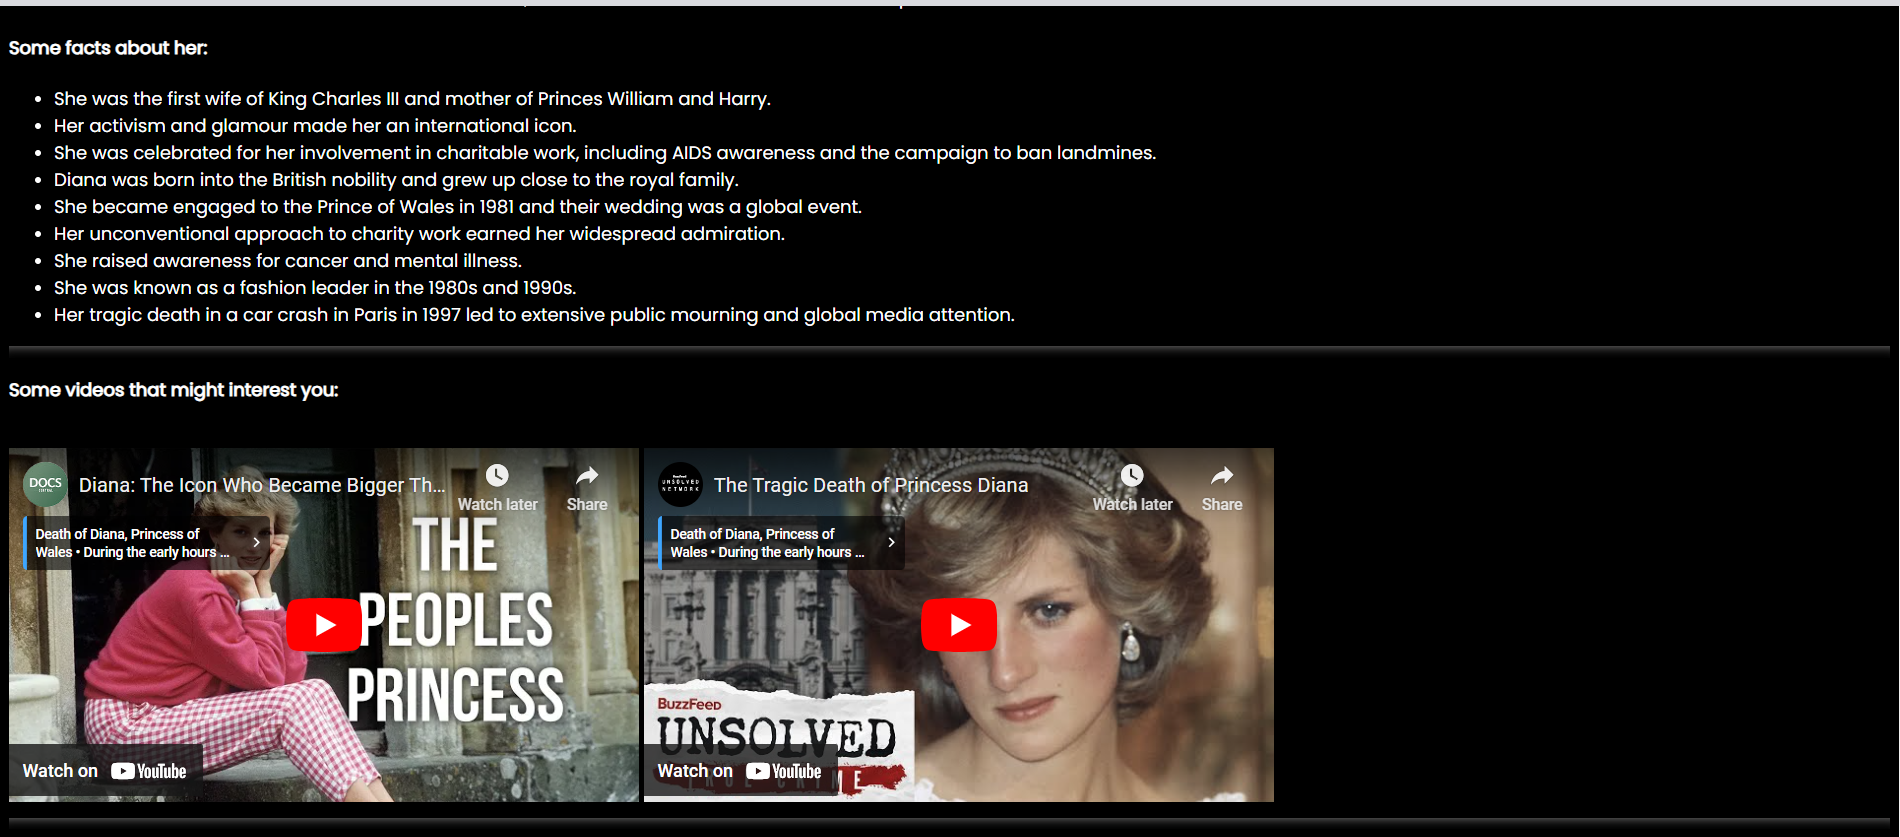 Some facts about her:
She was the first wife of King Charles III and mother of Princes William and Harry.
Her activism and glamour made her an international icon.
She was celebrated for her involvement in charitable work, including AIDS awareness and the campaign to ban landmines.
Diana was born into the British nobility and grew up close to the royal family.
She became engaged to the Prince of Wales in 1981 and their wedding was a global event.
Her unconventional approach to charity work earned her widespread admiration.
She raised awareness for cancer and mental illness.
She was known as a fashion leader in the 1980s and 1990s.
Her tragic death in a car crash in Paris in 1997 led to extensive public mourning and global media attention.
Some videos that might interest you:
DOCS
Diana: The Icon Who Became Bigger Th...
Watch later
Share
Death of Diana, Princess of
Wales • During the early hours ...
THE
PEOPLES
PRINCESS
Watch on YouTube
UNSOLVED
NETWORK
The Tragic Death of Princess Diana
Watch later
Share
Death of Diana, Princess of
Wales • During the early hours ...
BuzzFeed
UNSOLVED
Watch on YouTube